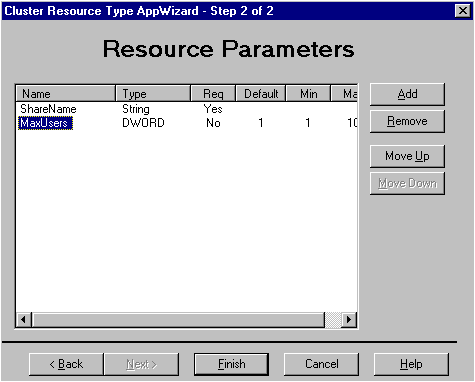 Cluster Resource Type AppWizard - Step 2 of 2
Resource Parameters
Name Type Req Default Min Ma
ShareName String Yes
MaxUsers DWORD No 1 1 10
Add
Remove
Move Up
Move Down
< Back Next > Finish Cancel Help